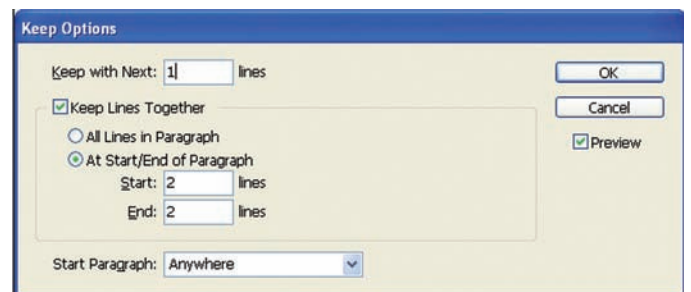 Keep Options
Keep with Next: 1 lines
OK
Keep Lines Together
Cancel
All Lines in Paragraph
Preview
At Start/End of Paragraph
Start: 2 lines
End: 2 lines
Start Paragraph: Anywhere